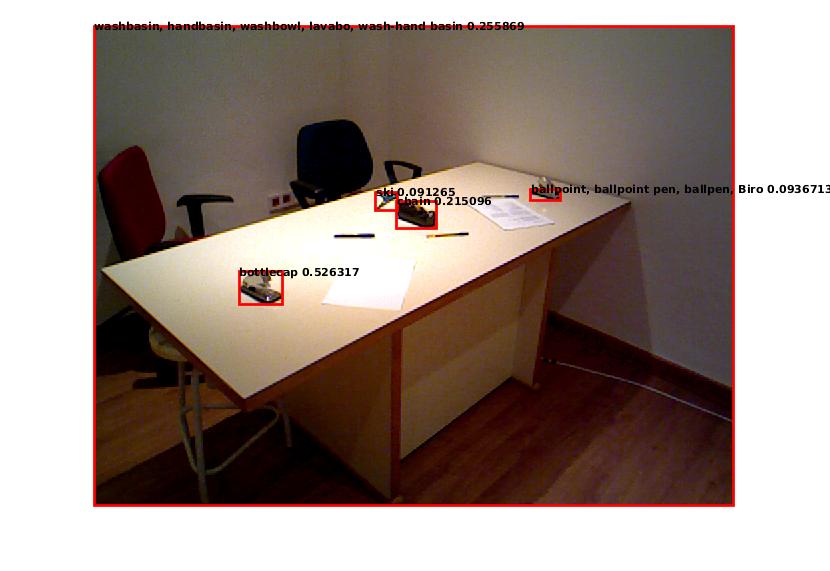 washbasin, handbasin, washbowl, lavabo, wash-hand basin 0.255869
ski 0.091265
ballpoint, ballpoint pen, ballpen, Biro 0.0936713
chain 0.215096
bottlecap 0.526317